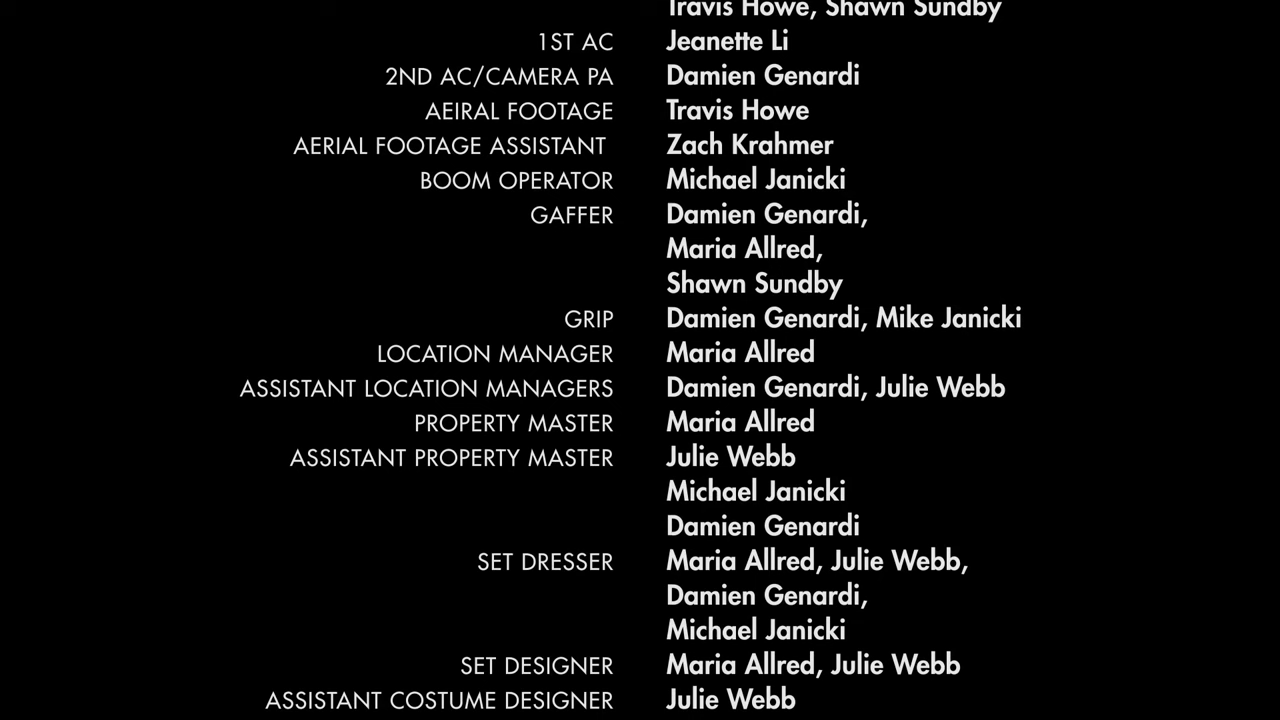 Travis Howe, Shawn Sundby
1ST AC Jeanette Li
2ND AC/CAMERA PA Damien Genardi
AEIRAL FOOTAGE Travis Howe
AERIAL FOOTAGE ASSISTANT Zach Krahmer
BOOM OPERATOR Michael Janicki
GAFFER Damien Genardi,
Maria Allred,
Shawn Sundby
GRIP Damien Genardi, Mike Janicki
LOCATION MANAGER Maria Allred
ASSISTANT LOCATION MANAGERS Damien Genardi, Julie Webb
PROPERTY MASTER Maria Allred
ASSISTANT PROPERTY MASTER Julie Webb
Michael Janicki
Damien Genardi
SET DRESSER Maria Allred, Julie Webb,
Damien Genardi,
Michael Janicki
SET DESIGNER Maria Allred, Julie Webb
ASSISTANT COSTUME DESIGNER Julie Webb